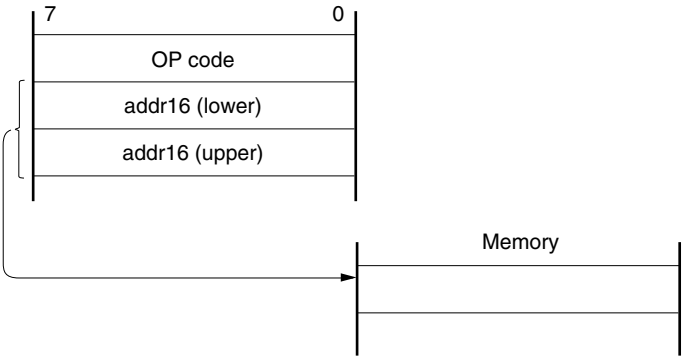 7 0
OP code
addr16 (lower)
addr16 (upper)
Memory